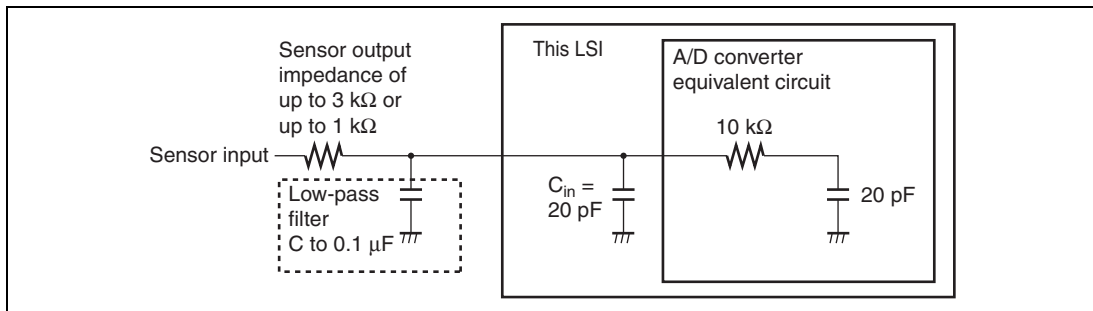 Sensor output
impedance of
up to 3 kΩ or
up to 1 kΩ
Sensor input
Low-pass
filter
C to 0.1 μF
This LSI
Cin =
20 pF
A/D converter
equivalent circuit
10 kΩ
20 pF